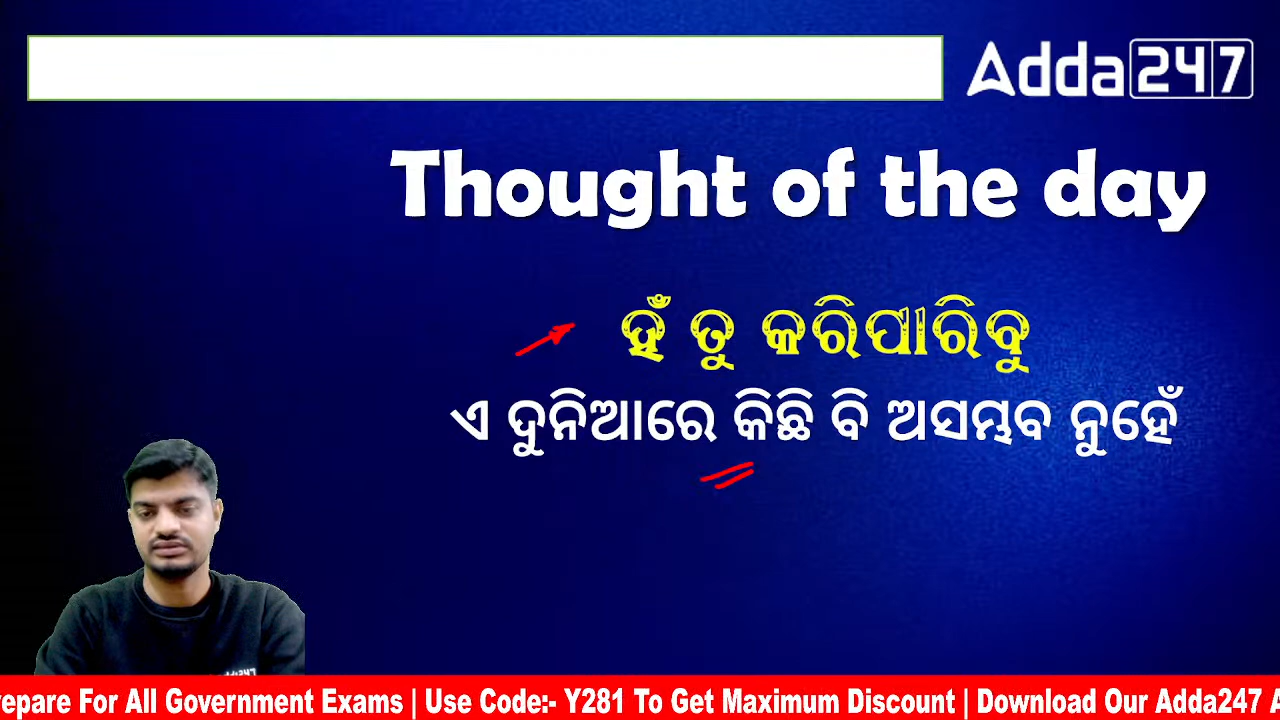 Adda247
Thought of the day
ହଁ ତୁ କରିପାରିବୁ
ଏ ଦୁନିଆରେ କିଛି ବି ଅସମ୍ଭବ ନୁହେଁ
repare For All Government Exams | Use Code:- Y281 To Get Maximum Discount | Download Our Adda247 A